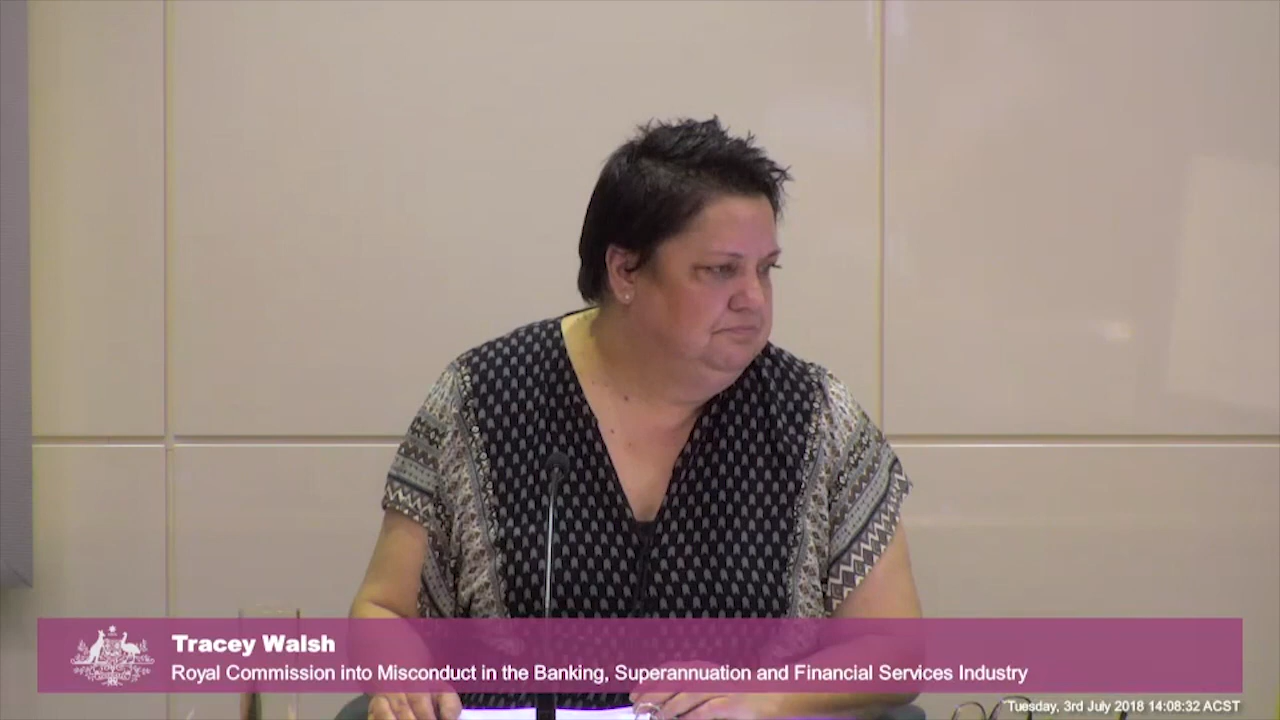 Tracey Walsh
Royal Commission into Misconduct in the Banking, Superannuation and Financial Services Industry
Tuesday, 3rd July 2018 14:08:32 ACST